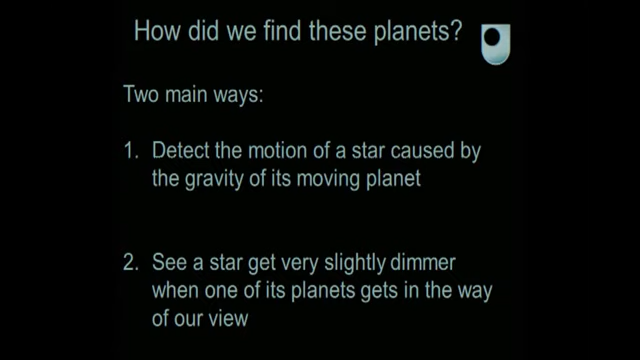 How did we find these planets?
Two main ways:
1. Detect the motion of a star caused by
the gravity of its moving planet
2. See a star get very slightly dimmer
when one of its planets gets in the way
of our view